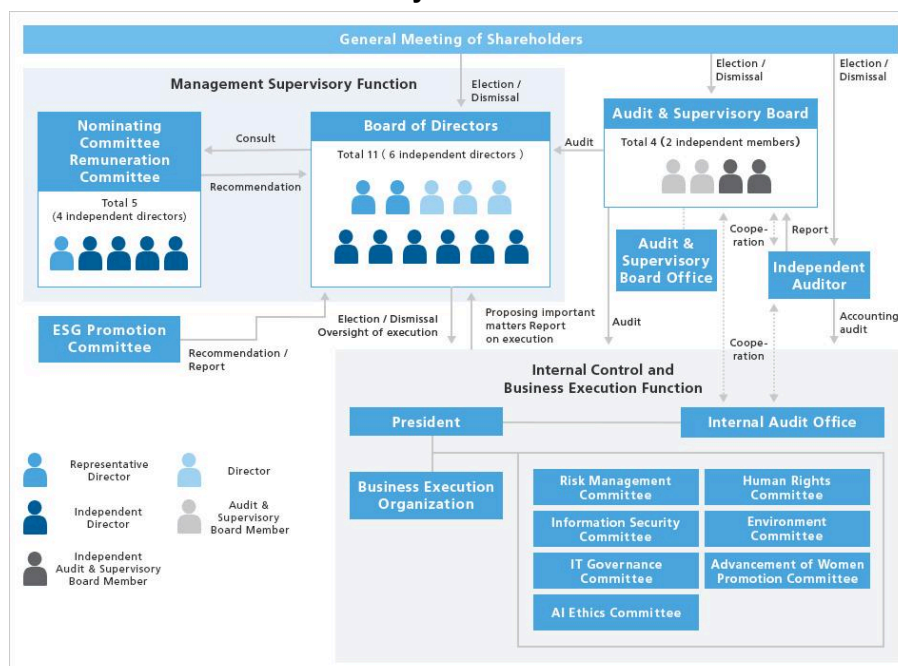 General Meeting of Shareholders
Management Supervisory Function
Election /
Dismissal
Election /
Dismissal
Election /
Dismissal
Nominating
Committee
Remuneration
Committee
Total 5
(4 independent directors)
Consult
Recommendation
Board of Directors
Total 11 ( 6 independent directors )
Audit
Audit & Supervisory Board
Total 4 (2 independent members)
Audit &
Supervisory
Board Office
Coope-
ration
Report
Independent
Auditor
ESG Promotion
Committee
Recommendation /
Report
Election / Dismissal
Oversight of execution
Proposing important
matters Report
on execution
Audit
Coope-
ration
Accounting
audit
Internal Control and
Business Execution Function
President
Internal Audit Office
Business Execution
Organization
Risk Management
Committee
Human Rights
Committee
Information Security
Committee
Environment
Committee
IT Governance
Committee
Advancement of Women
Promotion Committee
AI Ethics Committee
Representative
Director
Director
Independent
Director
Audit &
Supervisory
Board Member
Independent
Audit & Supervisory
Board Member